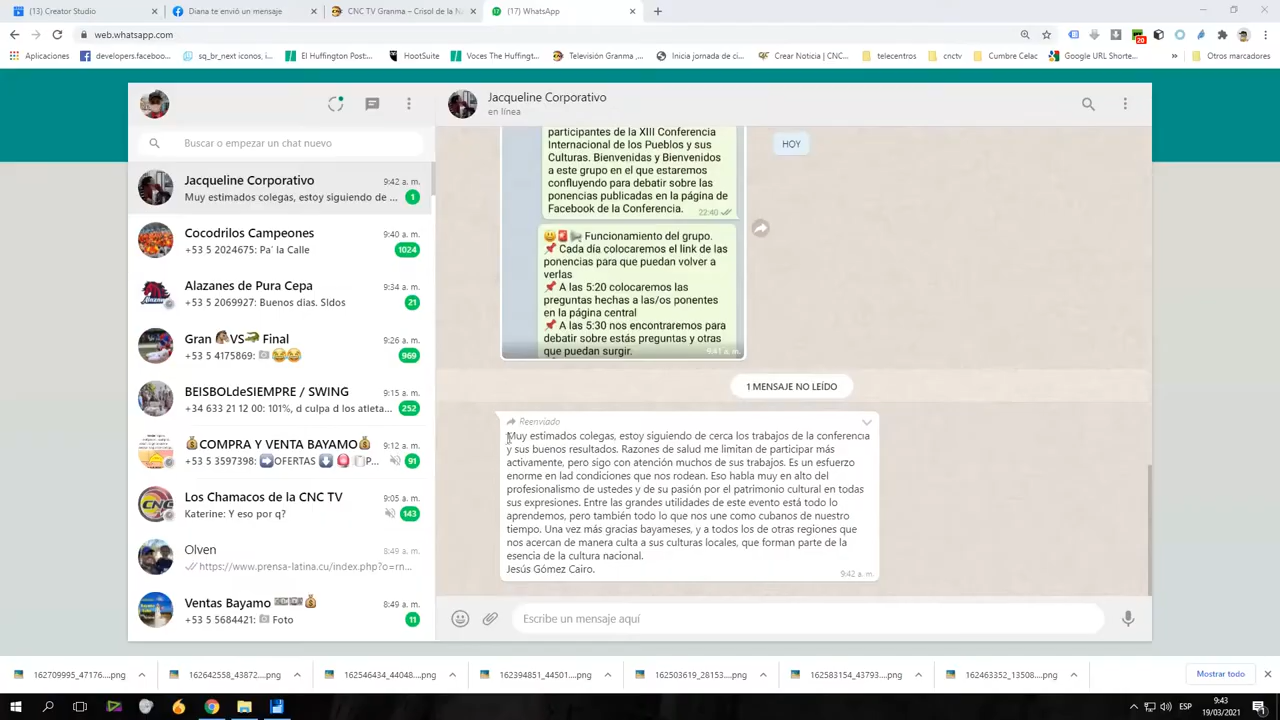 (13) Creator Studio
Diana te envió un mensaje
CNC TV Granma – Crisol de la Na
(17) WhatsApp
web.whatsapp.com
20
Aplicaciones
developers.faceboo...
sq_br_next iconos, i...
El Huffington Post...
HootSuite
Voces The Huffingt...
Televisión Granma ,...
Inicia jornada de ci...
Crear Noticia | CNC...
telecentros
cnctv
Cumbre Celac
Google URL Shorte...
Otros marcadores
Buscar o empezar un chat nuevo
Jacqueline Corporativo
9:42 a. m.
Muy estimados colegas, estoy siguiendo de ...
1
Cocodrilos Campeones
9:40 a. m.
+53 5 2024675: Pa´ la Calle
1024
Alazanes de Pura Cepa
9:34 a. m.
+53 5 2069927: Buenos dias. Sldos
21
Gran 🐴VS🐊 Final
9:26 a. m.
+53 5 4175869: 📷😂😂
969
BEISBOLdeSIEMPRE / SWING
9:15 a. m.
+34 633 21 12 00: 101%, d culpa d los atleta...
252
💰COMPRA Y VENTA BAYAMO💰
9:12 a. m.
+53 5 3597398: ➡OFERTAS ⬇ P...
91
Los Chamacos de la CNC TV
9:05 a. m.
Katerine: Y eso por q?
143
Olven
8:49 a. m.
https://www.prensa-latina.cu/index.php?o=rn...
Ventas Bayamo
8:49 a. m.
+53 5 5684421: 📷 Foto
11
Jacqueline Corporativo
en línea
HOY
participantes de la XIII Conferencia
Internacional de los Pueblos y sus
Culturas. Bienvenidas y Bienvenidos
a este grupo en el que estaremos
confluyendo para debatir sobre las
ponencias publicadas en la página de
Facebook de la Conferencia.
22:40
Funcionamiento del grupo.
📌 Cada día colocaremos el link de las
ponencias para que puedan volver a
verlas
📌 A las 5:20 colocaremos las
preguntas hechas a las/os ponentes
en la página central
📌 A las 5:30 nos encontraremos para
debatir sobre estás preguntas y otras
que puedan surgir.
9:41 a. m.
1 MENSAJE NO LEÍDO
Reenviado
Muy estimados colegas, estoy siguiendo de cerca los trabajos de la conferencia
y sus buenos resultados. Razones de salud me limitan de participar más
activamente, pero sigo con atención muchos de sus trabajos. Es un esfuerzo
enorme en lad condiciones que nos rodean. Eso habla muy en alto del
profesionalismo de ustedes y de su pasión por el patrimonio cultural en todas
sus expresiones. Entre las grandes utilidades de este evento está todo lo
aprendemos, pero también todo lo que nos une como cubanos de nuestro
tiempo. Una vez más gracias bayameses, y a todos los de otras regiones que
nos acercan de manera culta a sus culturas locales, que forman parte de la
esencia de la cultura nacional.
Jesús Gómez Cairo.
9:42 a. m.
Escribe un mensaje aquí
162709995_47176....png
162642558_43872....png
162546434_44048....png
162394851_44501....png
162503619_28153....png
162583154_43793....png
162463352_13508....png
Mostrar todo
ESP
9:43
19/03/2021